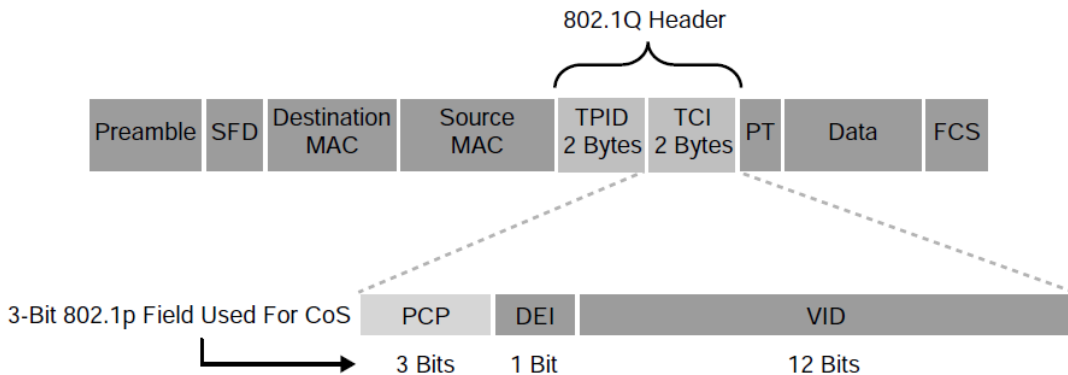 802.1Q Header
Preamble
SFD
Destination
MAC
Source
MAC
TPID
2 Bytes
TCI
2 Bytes
PT
Data
FCS
3-Bit 802.1p Field Used For CoS
PCP
DEI
VID
3 Bits
1 Bit
12 Bits